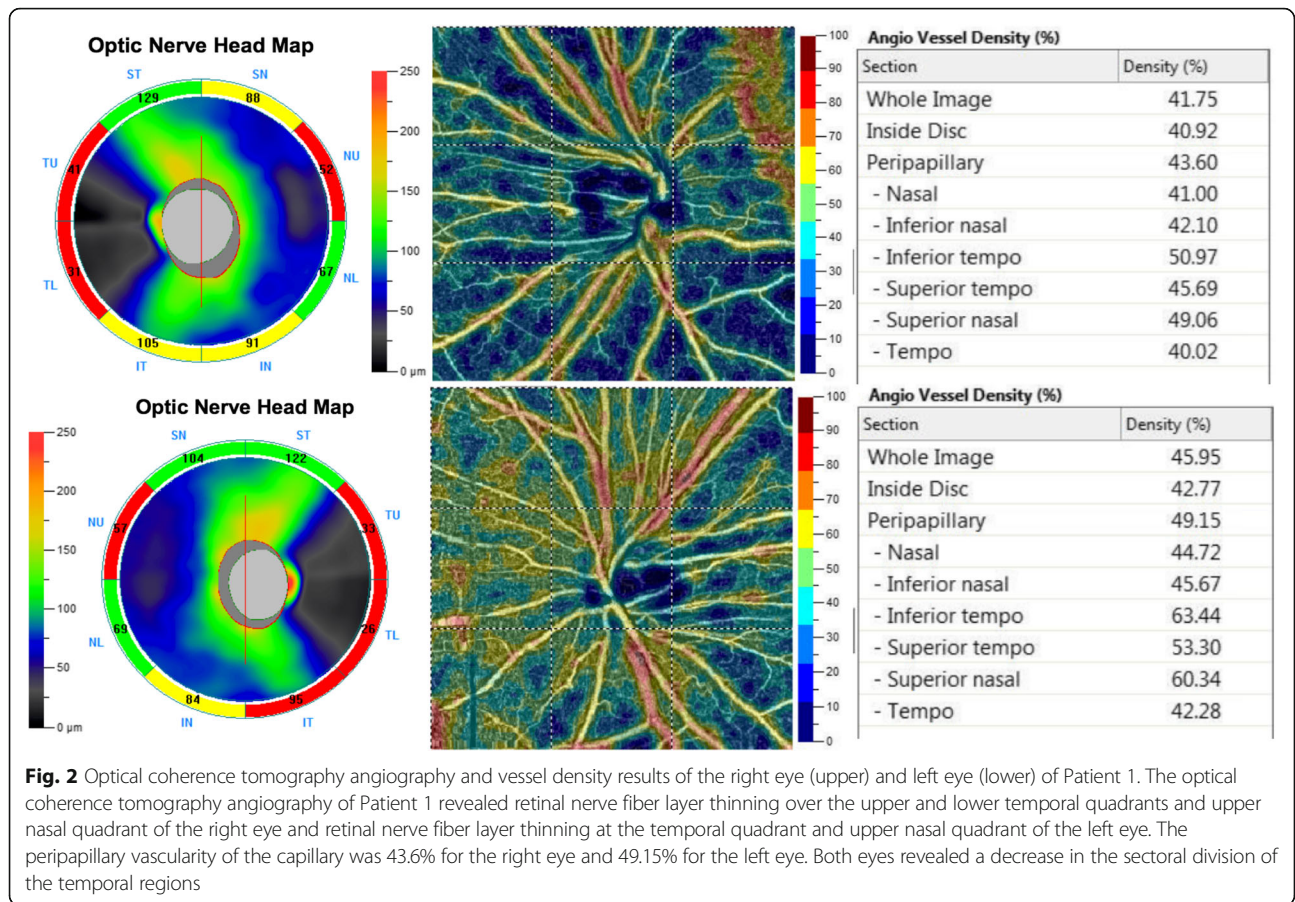 Optic Nerve Head Map
ST
SN
129
88
TU
NU
41
52
31
67
TL
NL
105
91
IT
IN
250
200
150
100
50
0 µm
100
90
80
70
60
50
40
30
20
10
0
Angio Vessel Density (%)
Section Density (%)
Whole Image 41.75
Inside Disc 40.92
Peripapillary 43.60
- Nasal 41.00
- Inferior nasal 42.10
- Inferior tempo 50.97
- Superior tempo 45.69
- Superior nasal 49.06
- Tempo 40.02
Optic Nerve Head Map
250
200
150
100
50
0 µm
SN
ST
104
122
NU
TU
57
33
69
26
NL
TL
84
95
IN
IT
100
90
80
70
60
50
40
30
20
10
0
Angio Vessel Density (%)
Section Density (%)
Whole Image 45.95
Inside Disc 42.77
Peripapillary 49.15
- Nasal 44.72
- Inferior nasal 45.67
- Inferior tempo 63.44
- Superior tempo 53.30
- Superior nasal 60.34
- Tempo 42.28
Fig. 2 Optical coherence tomography angiography and vessel density results of the right eye (upper) and left eye (lower) of Patient 1. The optical
coherence tomography angiography of Patient 1 revealed retinal nerve fiber layer thinning over the upper and lower temporal quadrants and upper
nasal quadrant of the right eye and retinal nerve fiber layer thinning at the temporal quadrant and upper nasal quadrant of the left eye. The
peripapillary vascularity of the capillary was 43.6% for the right eye and 49.15% for the left eye. Both eyes revealed a decrease in the sectoral division of
the temporal regions